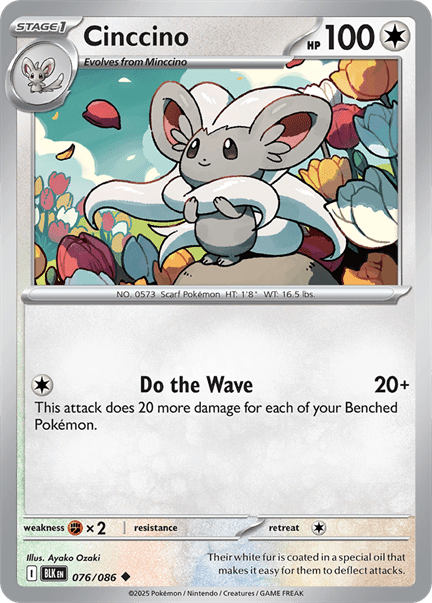 STAGE1 Cinccino HP 100
Evolves from Minccino
NO. 0573 Scarf Pokémon HT: 1'8" WT: 16.5 lbs.
Do the Wave 20+
This attack does 20 more damage for each of your Benched
Pokémon.
weakness ×2 resistance retreat
Illus. Ayako Ozaki
I BLK EN 076/086
Their white fur is coated in a special oil that
makes it easy for them to deflect attacks.
©2025 Pokémon / Nintendo / Creatures / GAME FREAK